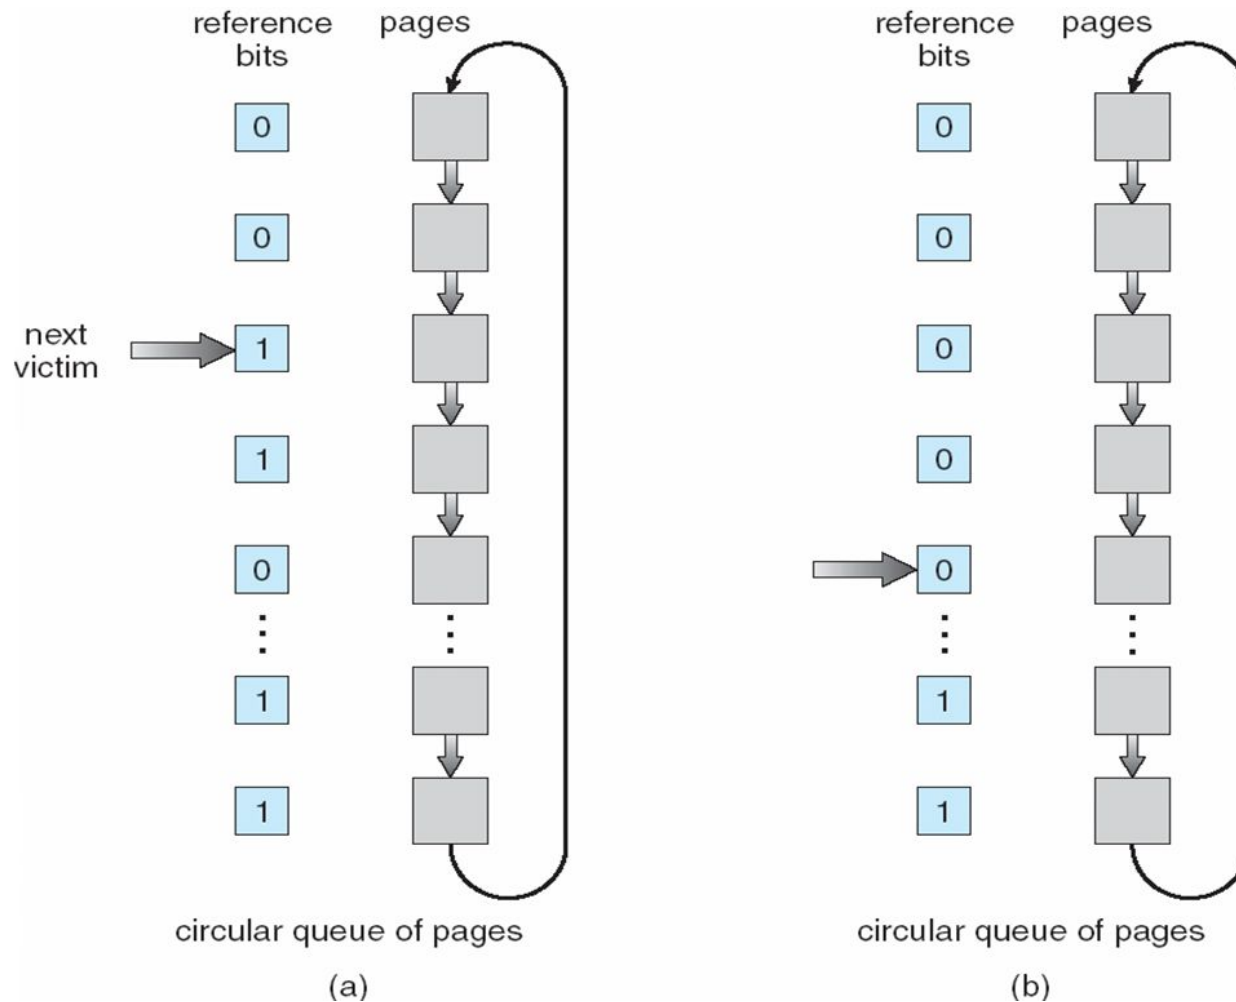 reference
bits
pages
0
0
next
victim
1
1
0
1
1
circular queue of pages
(a)
reference
bits
pages
0
0
0
0
0
1
1
circular queue of pages
(b)